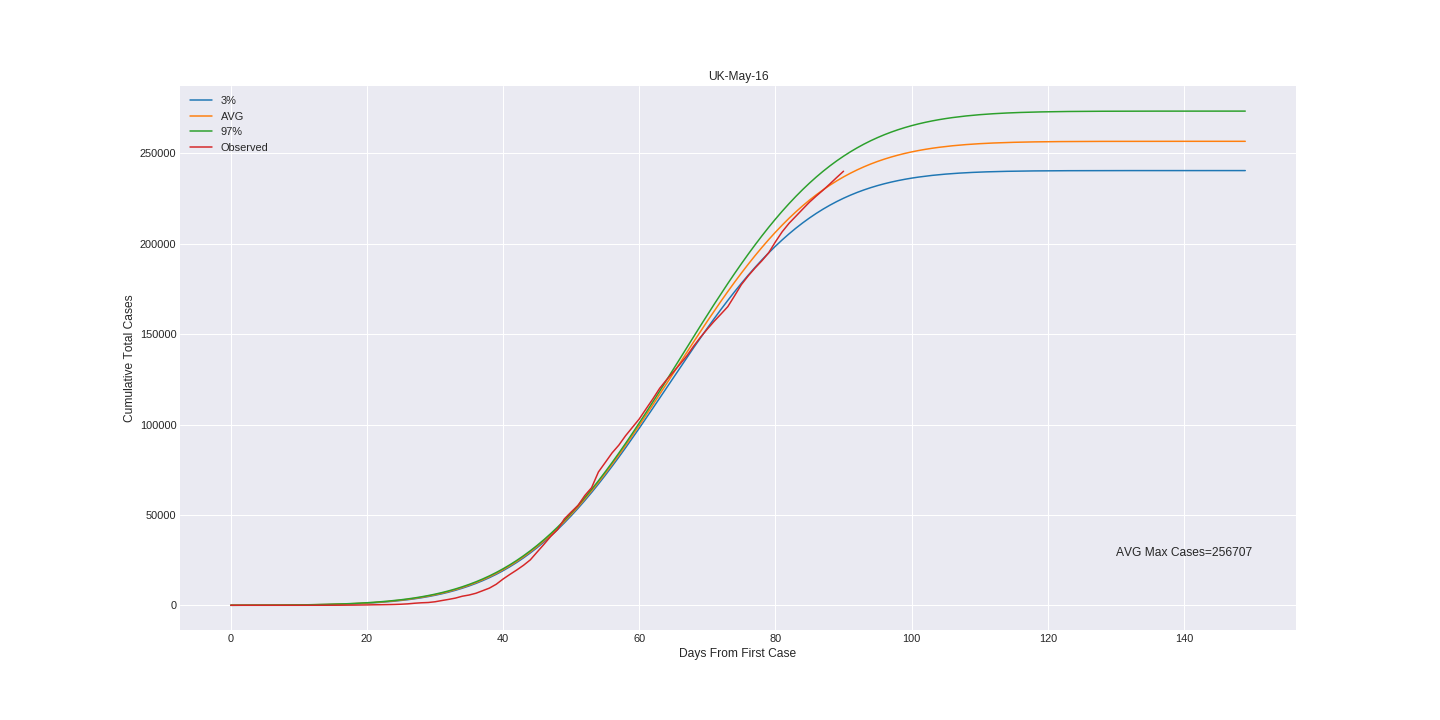 UK-May-16
3%
AVG
97%
Observed
250000
200000
150000
100000
50000
0
Cumulative Total Cases
AVG Max Cases=256707
0 20 40 60 80 100 120 140
Days From First Case